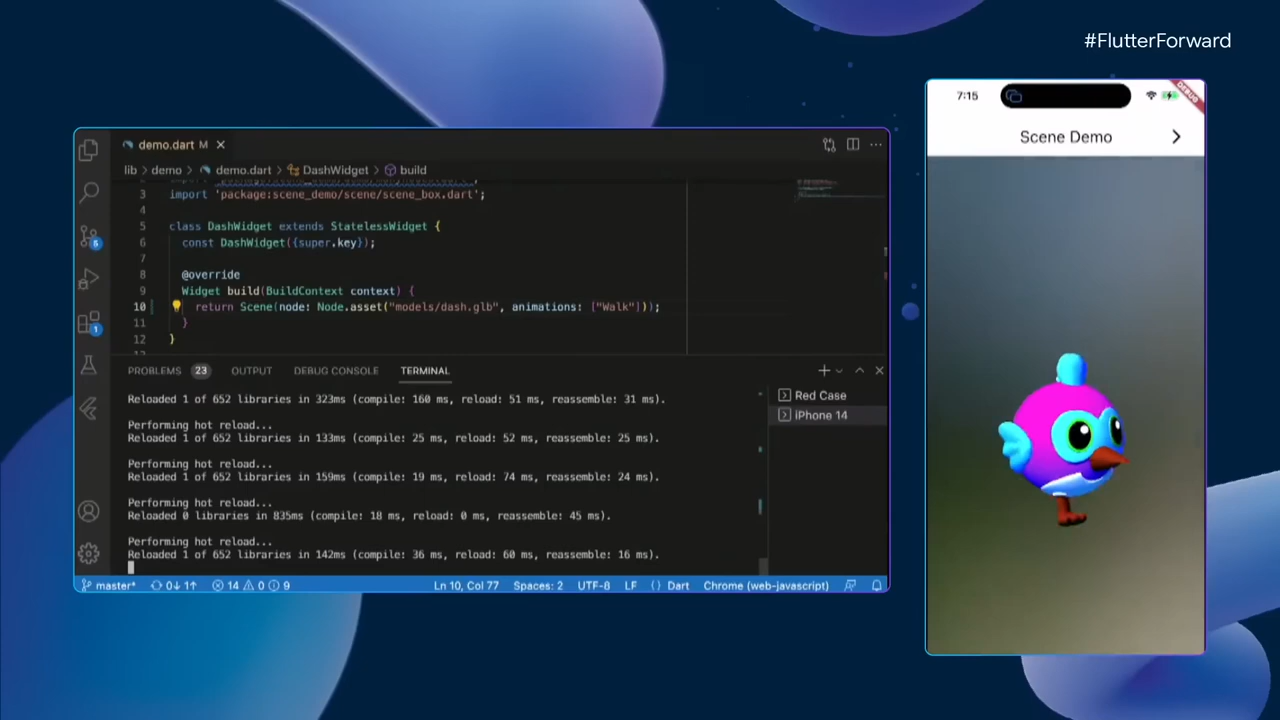 #FlutterForward
demo.dart M
lib > demo > demo.dart > DashWidget > build
3 import 'package:scene_demo/scene/scene_box.dart';
4
5 class DashWidget extends StatelessWidget {
6 const DashWidget({super.key});
7
8 @override
9 Widget build(BuildContext context) {
10 return Scene(node: Node.asset("models/dash.glb", animations: ["Walk"]));
11 }
12 }
PROBLEMS 23 OUTPUT DEBUG CONSOLE TERMINAL
Reloaded 1 of 652 libraries in 323ms (compile: 160 ms, reload: 51 ms, reassemble: 31 ms).
Performing hot reload...
Reloaded 1 of 652 libraries in 133ms (compile: 25 ms, reload: 52 ms, reassemble: 25 ms).
Performing hot reload...
Reloaded 1 of 652 libraries in 159ms (compile: 19 ms, reload: 74 ms, reassemble: 24 ms).
Performing hot reload...
Reloaded 0 libraries in 835ms (compile: 18 ms, reload: 0 ms, reassemble: 45 ms).
Performing hot reload...
Reloaded 1 of 652 libraries in 142ms (compile: 36 ms, reload: 60 ms, reassemble: 16 ms).
Red Case
iPhone 14
6
1
master* 0↓ 1↑ 14 0 9 Ln 10, Col 77 Spaces: 2 UTF-8 LF Dart Chrome (web-javascript)
7:15
DEBUG
Scene Demo